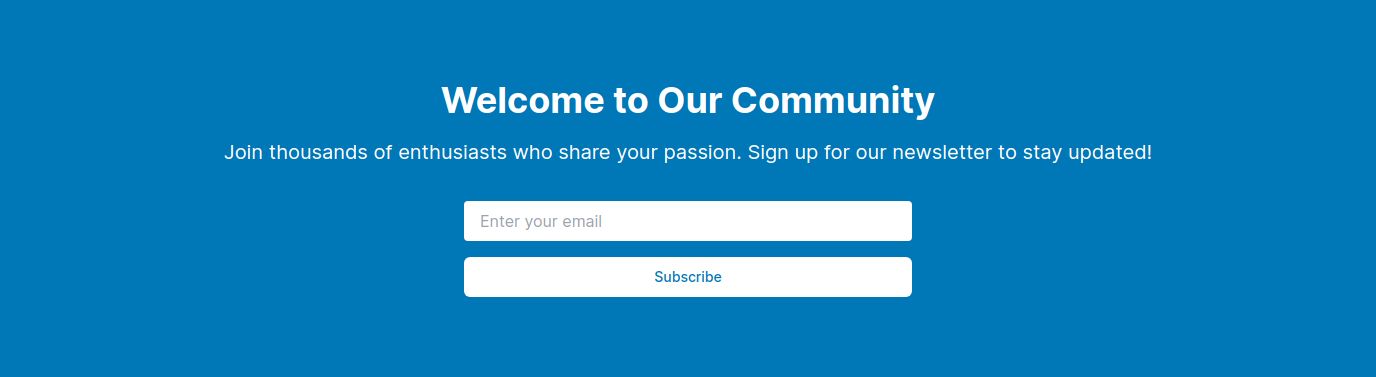 Welcome to Our Community
Join thousands of enthusiasts who share your passion. Sign up for our newsletter to stay updated!
Enter your email
Subscribe